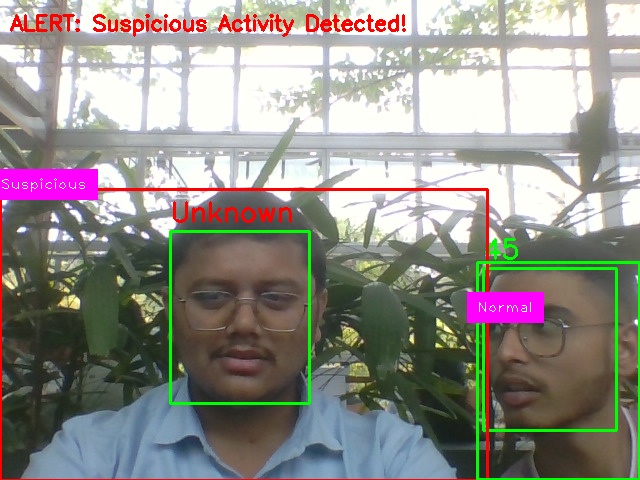 ALERT: Suspicious Activity Detected!
Suspicious
Unknown
45
Normal